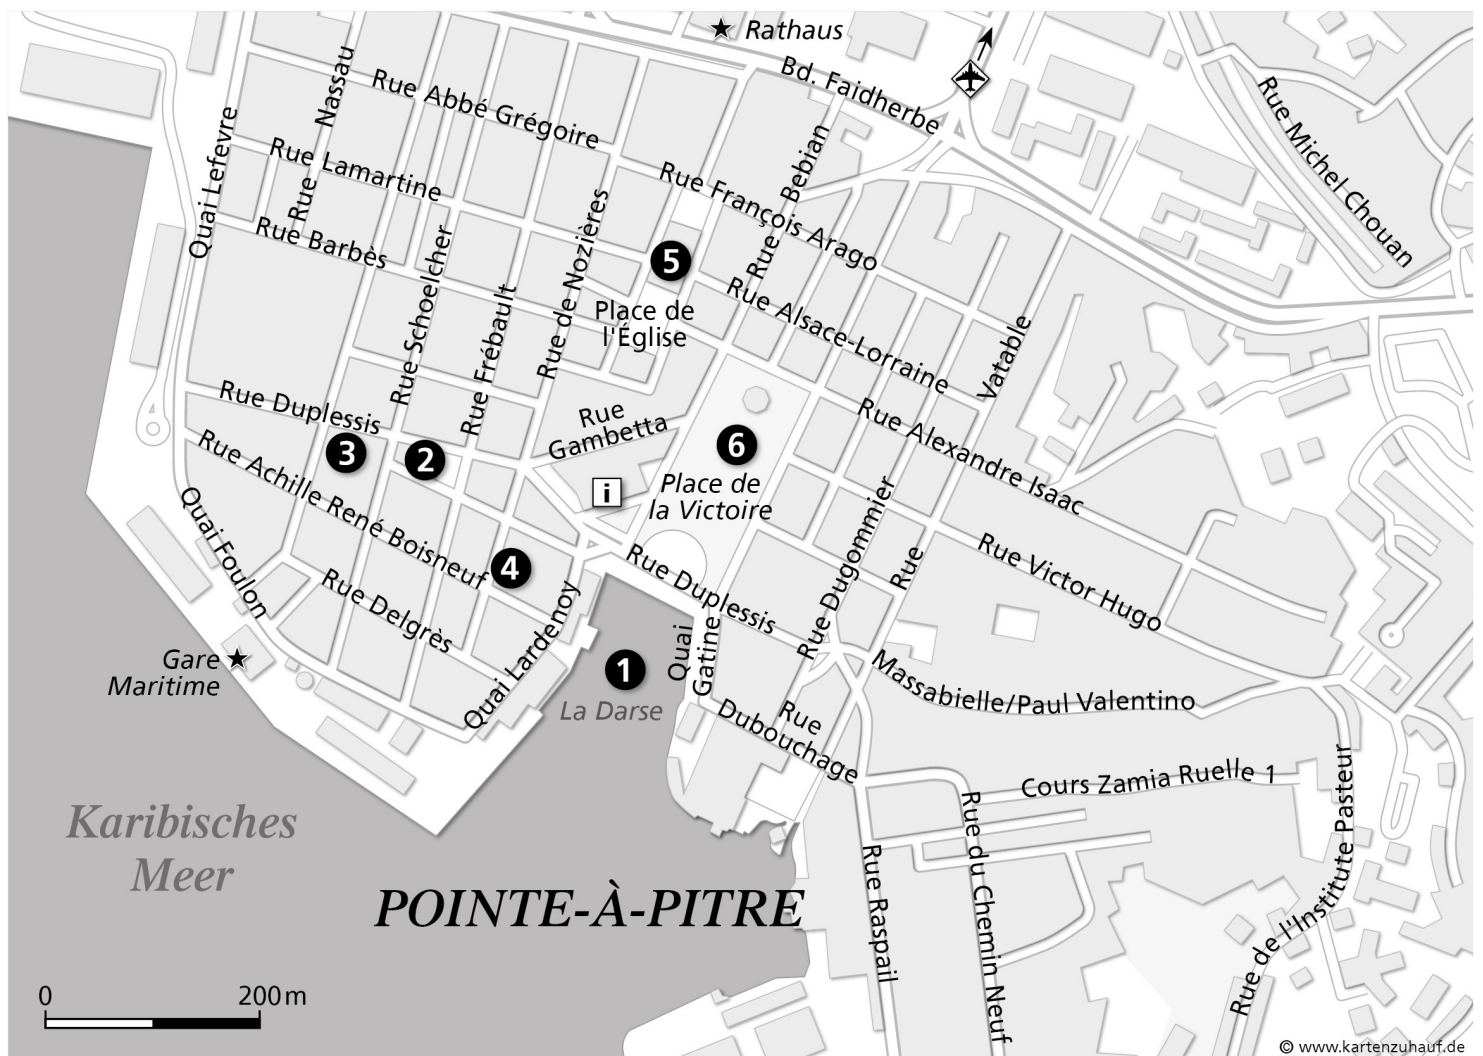 Rathaus
Bd. Faidherbe
Rue Michel Chouan
Rue Abbé Grégoire
Rue Nassau
Quai Lefevre
Rue Lamartine
Rue Bebian
Rue François Arago
Rue Barbès
Rue Schoelcher
Rue de Nozières
5
Place de
l'Église
Rue Alsace-Lorraine
Rue Frébault
Vatable
Rue Duplessis
Rue
Gambetta
Rue Alexandre Isaac
3
2
6
Place de
la Victoire
i
Rue Achille René Boisneuf
Quai Foulon
Rue Dugommier
Rue
Rue Victor Hugo
4
Rue Duplessis
Rue Delgrès
Quai Lardenoy
Quai
Gatine
Gare
Maritime
1
La Darse
Massabielle/Paul Valentino
Rue
Dubouchage
Cours Zamia Ruelle 1
Rue de l'Institute Pasteur
Rue du Chemin Neuf
Rue Raspail
Karibisches
Meer
POINTE-À-PITRE
0 200 m
© www.kartenzuhauf.de